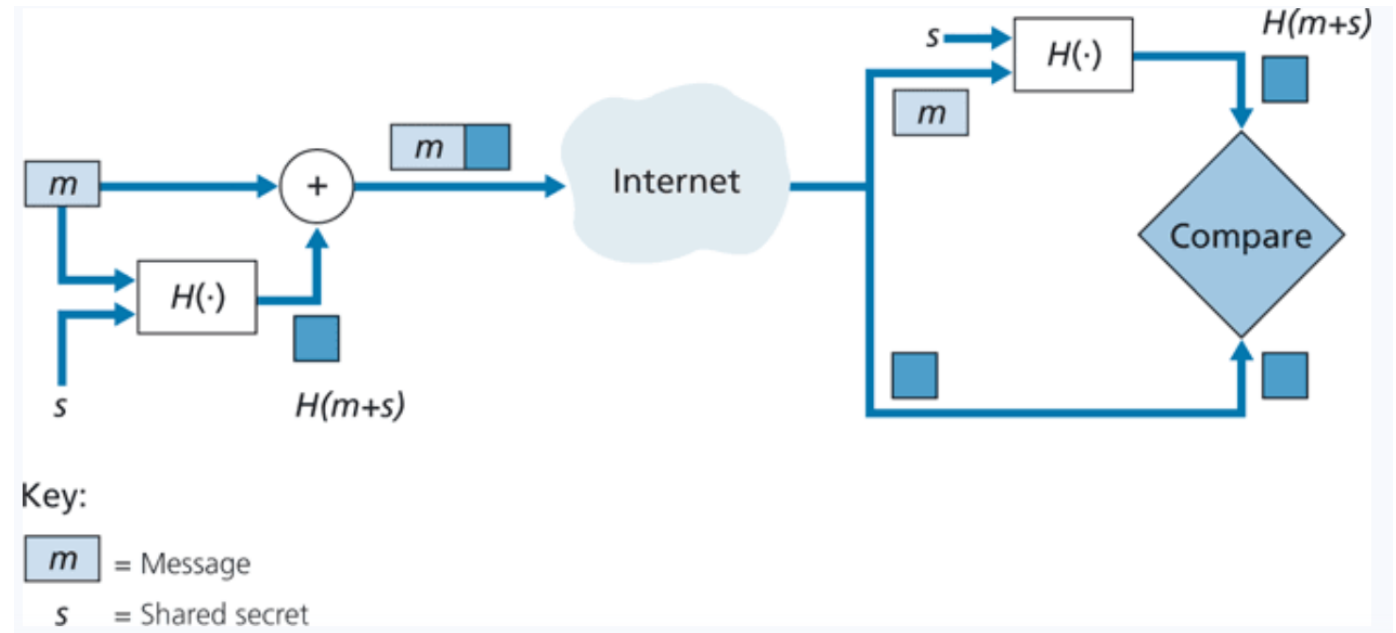 H(m+s)
s
H(·)
m
m
+
Internet
m
Compare
H(·)
s
H(m+s)
Key:
m = Message
s = Shared secret